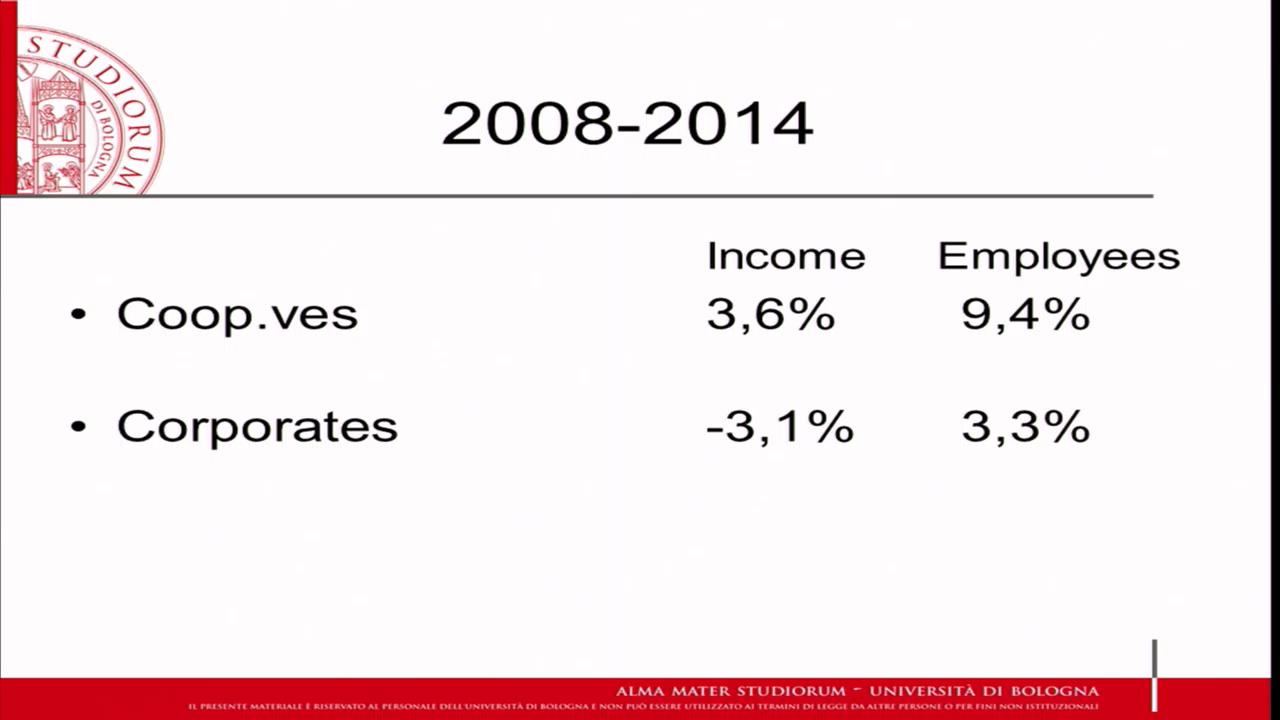 STUDIORUM
DI BOLOGNA
2008-2014
Income Employees
• Coop.ves 3,6% 9,4%
• Corporates -3,1% 3,3%
ALMA MATER STUDIORUM - UNIVERSITÀ DI BOLOGNA
IL PRESENTE MATERIALE È RISERVATO AL PERSONALE DELL'UNIVERSITÀ DI BOLOGNA E NON PUÒ ESSERE UTILIZZATO AI TERMINI DI LEGGE DA ALTRE PERSONE O PER FINI NON ISTITUZIONALI